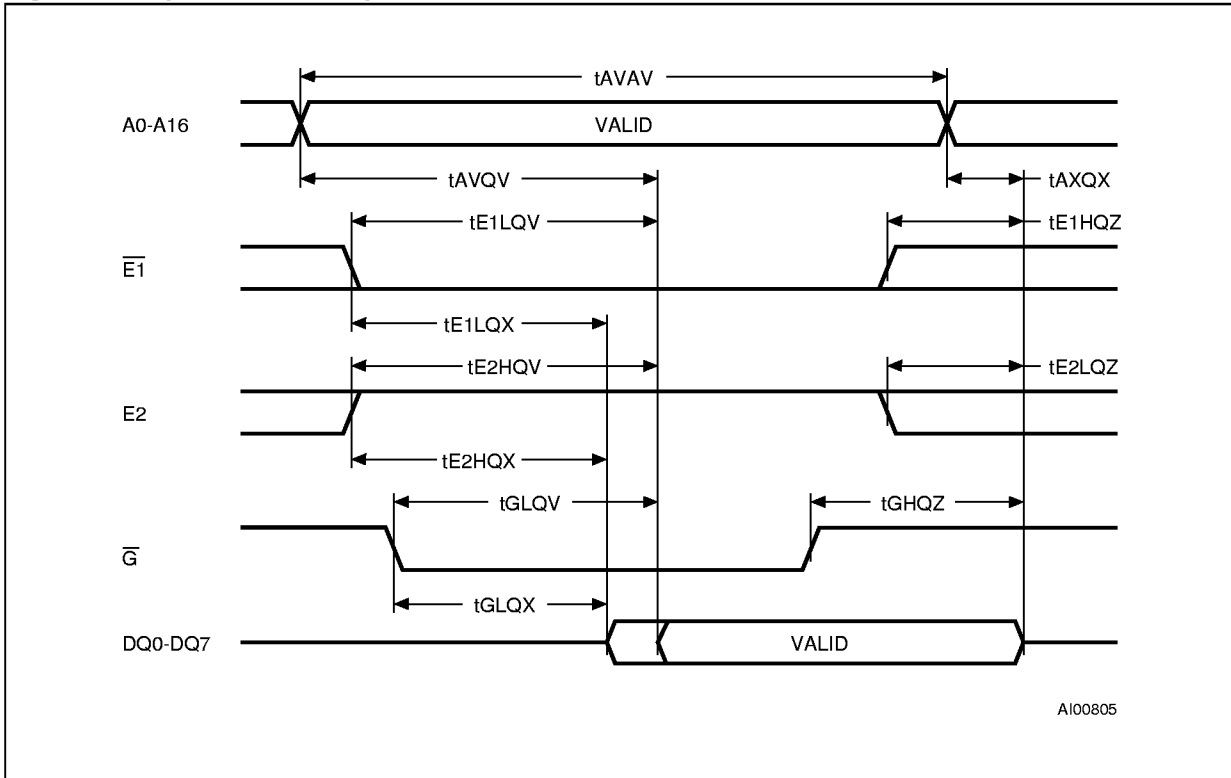 tAVAV
A0-A16
VALID
tAVQV
tAXQX
tE1LQV
tE1HQZ
E1
tE1LQX
tE2HQV
tE2LQZ
E2
tE2HQX
tGLQV
tGHQZ
G
tGLQX
DQ0-DQ7
VALID
AI00805